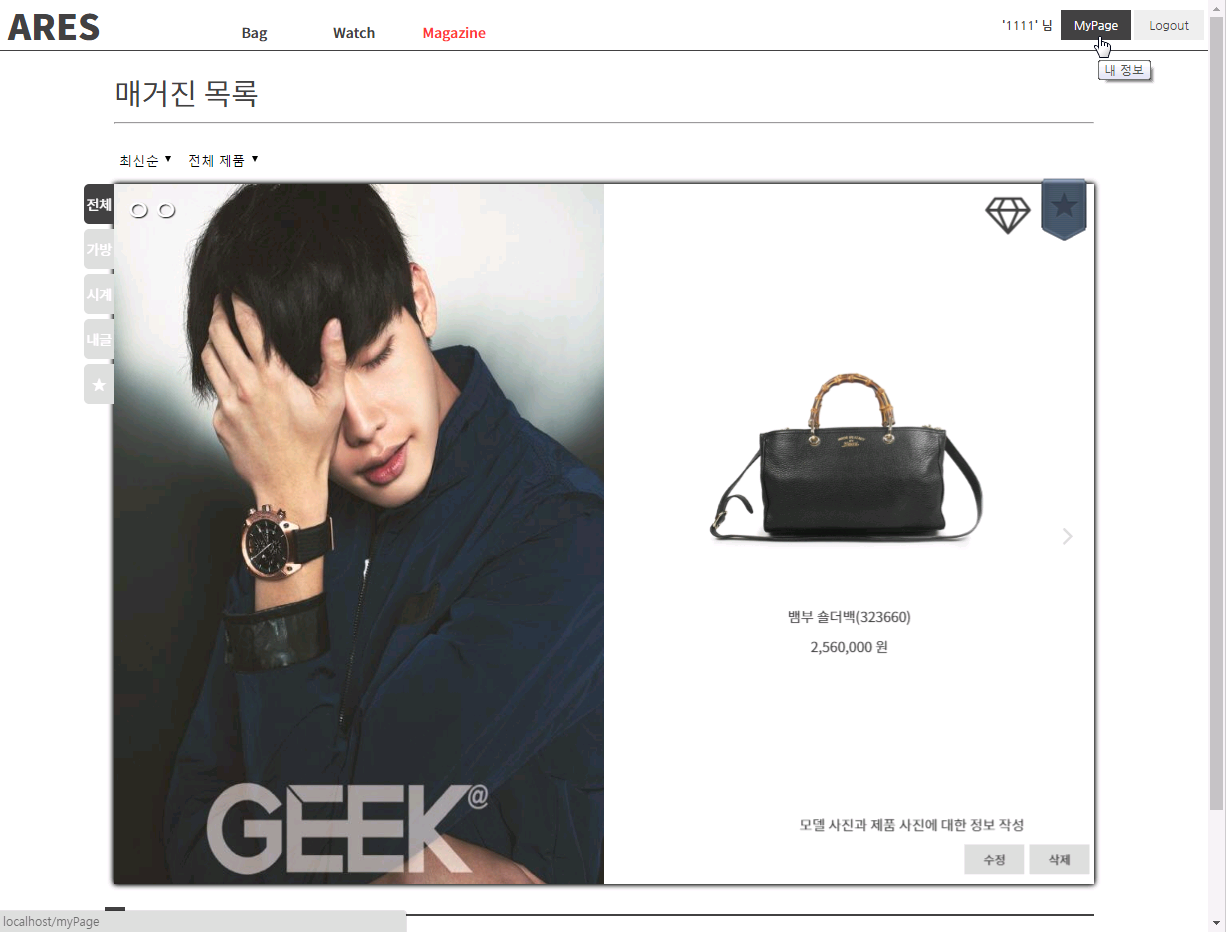 ARES
Bag
Watch
Magazine
'1111' 님
MyPage
Logout
내 정보
매거진 목록
최신순 ▼
전체 제품 ▼
전체
가방
시계
내글
★
GEEK@
뱀부 숄더백(323660)
2,560,000 원
모델 사진과 제품 사진에 대한 정보 작성
수정
삭제
localhost/myPage